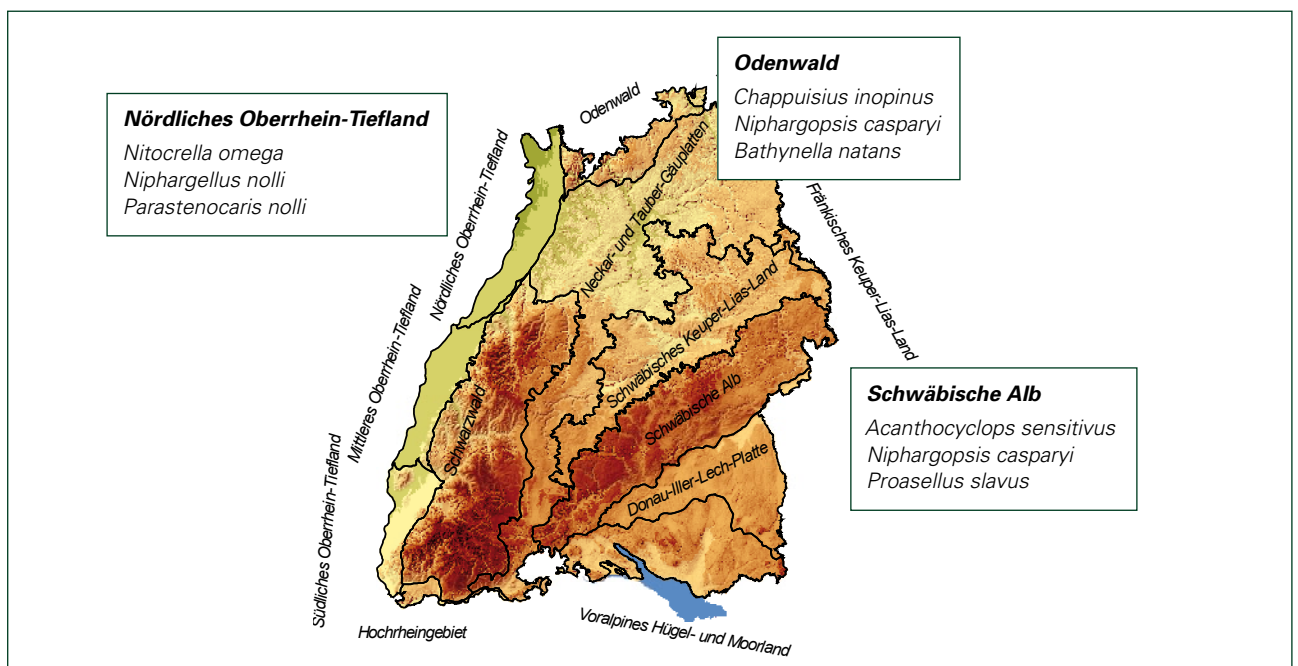 Nördliches Oberrhein-Tiefland
Nitocrella omega
Niphargellus nolli
Parastenocaris nolli
Odenwald
Chappuisius inopinus
Niphargopsis casparyi
Bathynella natans
Odenwald
Nördliches Oberrhein-Tiefland
Neckar- und Tauber-Gäuplatten
Fränkisches Keuper-Lias-Land
Mittleres Oberrhein-Tiefland
Schwäbisches Keuper-Lias-Land
Schwarzwald
Schwäbische Alb
Schwäbische Alb
Acanthocyclops sensitivus
Niphargopsis casparyi
Proasellus slavus
Donau-Iller-Lech-Platte
Südliches Oberrhein-Tiefland
Hochrheingebiet
Voralpines Hügel- und Moorland